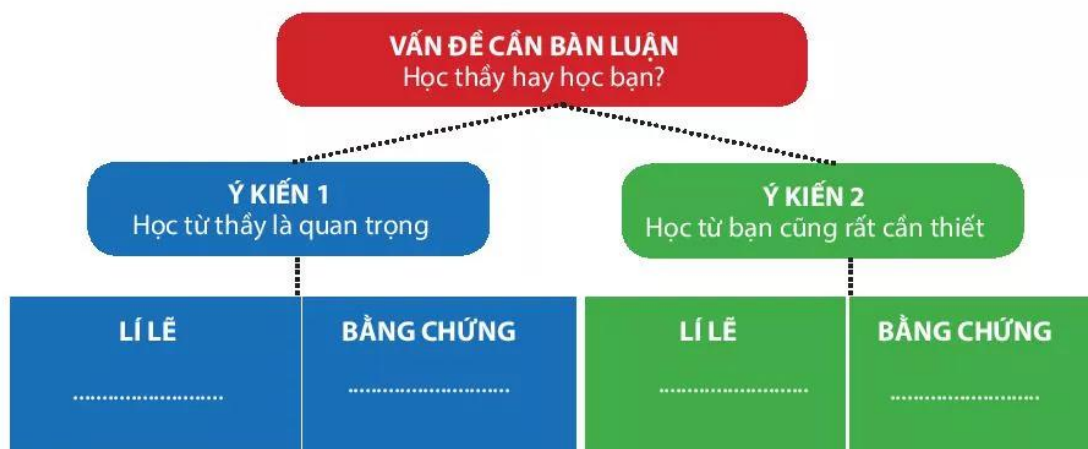 VẤN ĐỀ CẦN BÀN LUẬN
Học thầy hay học bạn?
Ý KIẾN 1
Học từ thầy là quan trọng
Ý KIẾN 2
Học từ bạn cũng rất cần thiết
LÍ LẼ
..........................
BẰNG CHỨNG
............................
LÍ LẼ
..........................
BẰNG CHỨNG
..........................